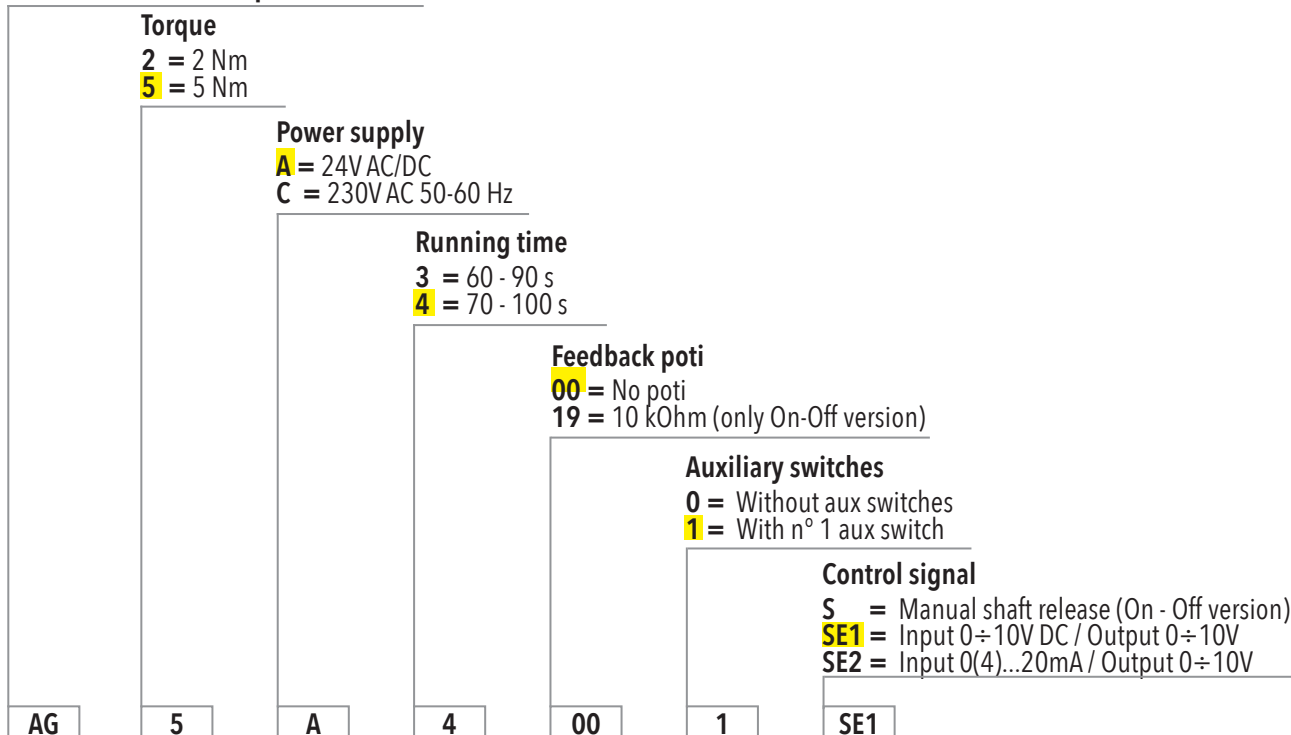 Torque
2 = 2 Nm
5 = 5 Nm
Power supply
A = 24V AC/DC
C = 230V AC 50-60 Hz
Running time
3 = 60 - 90 s
4 = 70 - 100 s
Feedback poti
00 = No poti
19 = 10 kOhm (only On-Off version)
Auxiliary switches
0 = Without aux switches
1 = With n° 1 aux switch
Control signal
S = Manual shaft release (On - Off version)
SE1 = Input 0÷10V DC / Output 0÷10V
SE2 = Input 0(4)...20mA / Output 0÷10V
AG 5 A 4 00 1 SE1